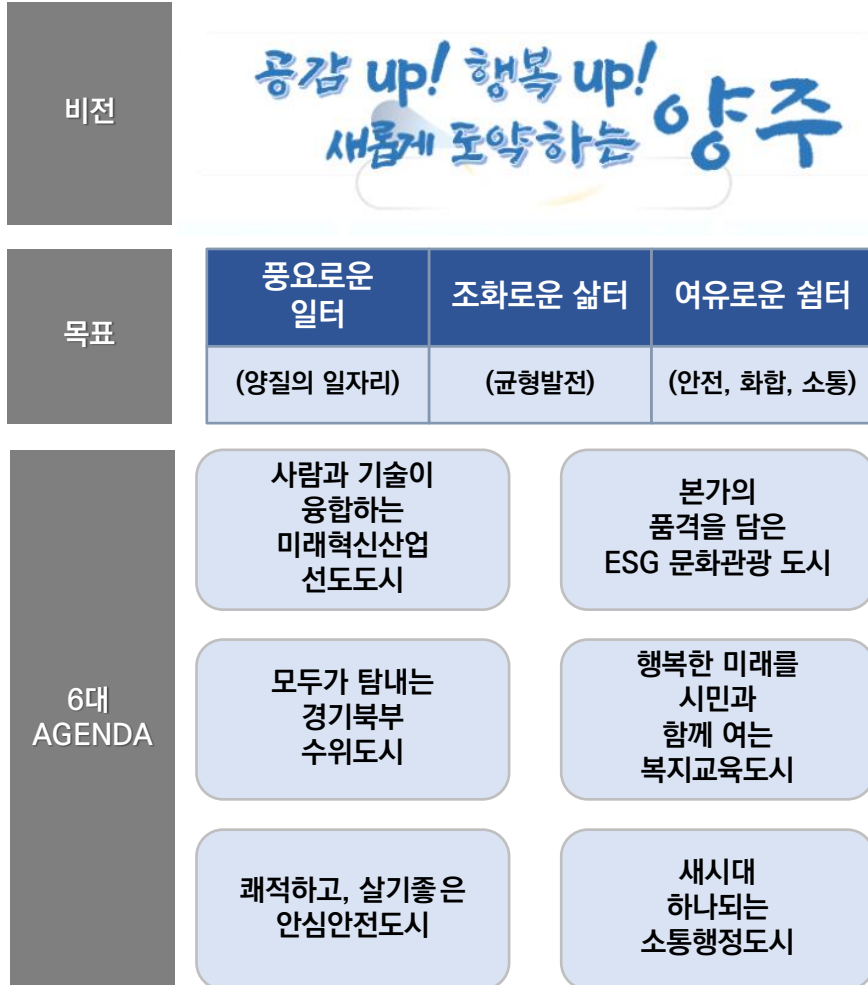 비전
공감 up! 행복 up!
새롭게 도약하는 양주
목표
풍요로운
일터
조화로운 삶터
여유로운 쉼터
(양질의 일자리)
(균형발전)
(안전, 화합, 소통)
6대
AGENDA
사람과 기술이
융합하는
미래혁신산업
선도도시
본가의
품격을 담은
ESG 문화관광 도시
모두가 탐내는
경기북부
수위도시
행복한 미래를
시민과
함께 여는
복지교육도시
쾌적하고, 살기좋은
안심안전도시
새시대
하나되는
소통행정도시